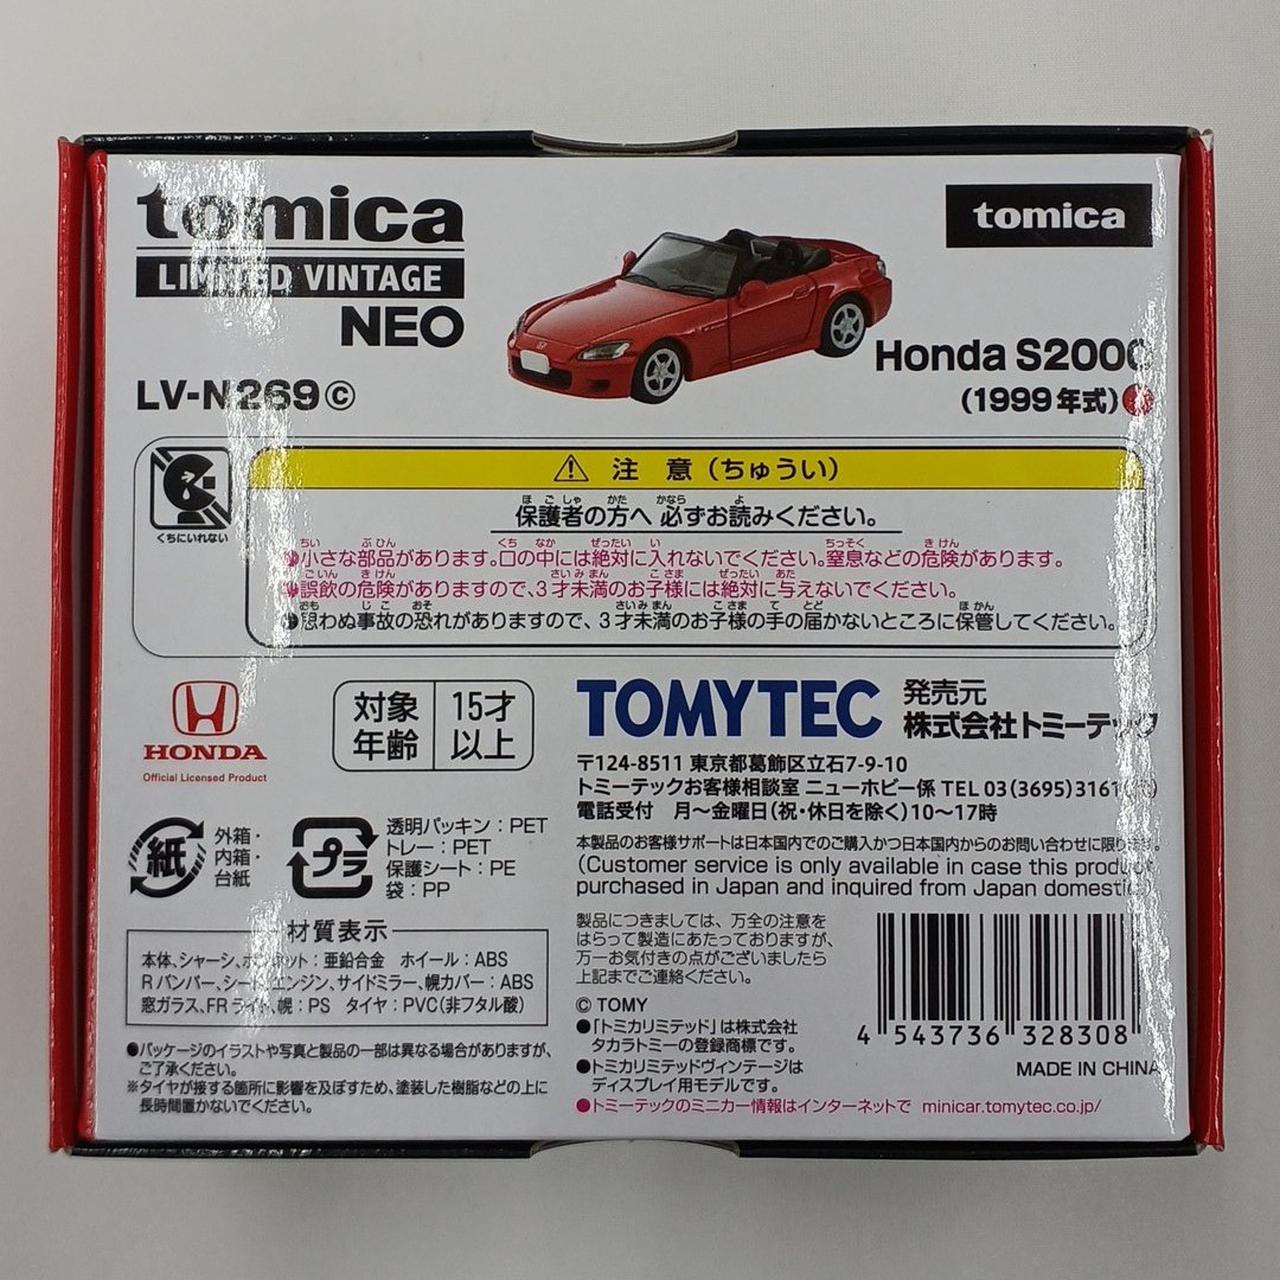 tomica
LIMITED VINTAGE
NEO
LV-N269©
tomica
Honda S2000
(1999年式)
くちにいれない
⚠ 注 意(ちゅうい)
保護者の方へ 必ずお読みください。
●小さな部品があります。口の中には絶対に入れないでください。窒息などの危険があります。
●誤飲の危険がありますので、3才未満のお子様には絶対に与えないでください。
●思わぬ事故の恐れがありますので、3才未満のお子様の手の届かないところに保管してください。
HONDA
Official Licensed Product
対象年齢
15才以上
TOMYTEC
発売元
株式会社トミーテック
〒124-8511 東京都葛飾区立石7-9-10
トミーテックお客様相談室 ニューホビー係 TEL 03(3695)3161
電話受付 月〜金曜日(祝・休日を除く)10〜17時
本製品のお客様サポートは日本国内でのご購入かつ日本国内からのお問い合わせに限ります。
(Customer service is only available in case this product
purchased in Japan and inquired from Japan domestic)
紙
外箱・
内箱・
台紙
プラ
透明パッキン:PET
トレー:PET
保護シート:PE
袋:PP
材質表示
本体、シャーシ、ボンネット:亜鉛合金 ホイール:ABS
Rバンパー、シート、エンジン、サイドミラー、幌カバー:ABS
窓ガラス、FRライト、幌:PS タイヤ:PVC(非フタル酸)
●パッケージのイラストや写真と製品の一部は異なる場合がありますが、
ご了承ください。
※タイヤが接する箇所に影響を及ぼすため、塗装した樹脂などの上に
長時間置かないでください。
製品につきましては、万全の注意を
はらって製造にあたっておりますが、
万一お気付きの点がございましたら
上記までご連絡ください。
© TOMY
●「トミカリミテッド」は株式会社
タカラトミーの登録商標です。
●トミカリミテッドヴィンテージは
ディスプレイ用モデルです。
●トミーテックのミニカー情報はインターネットで minicar.tomytec.co.jp/
4 543736 328308
MADE IN CHINA